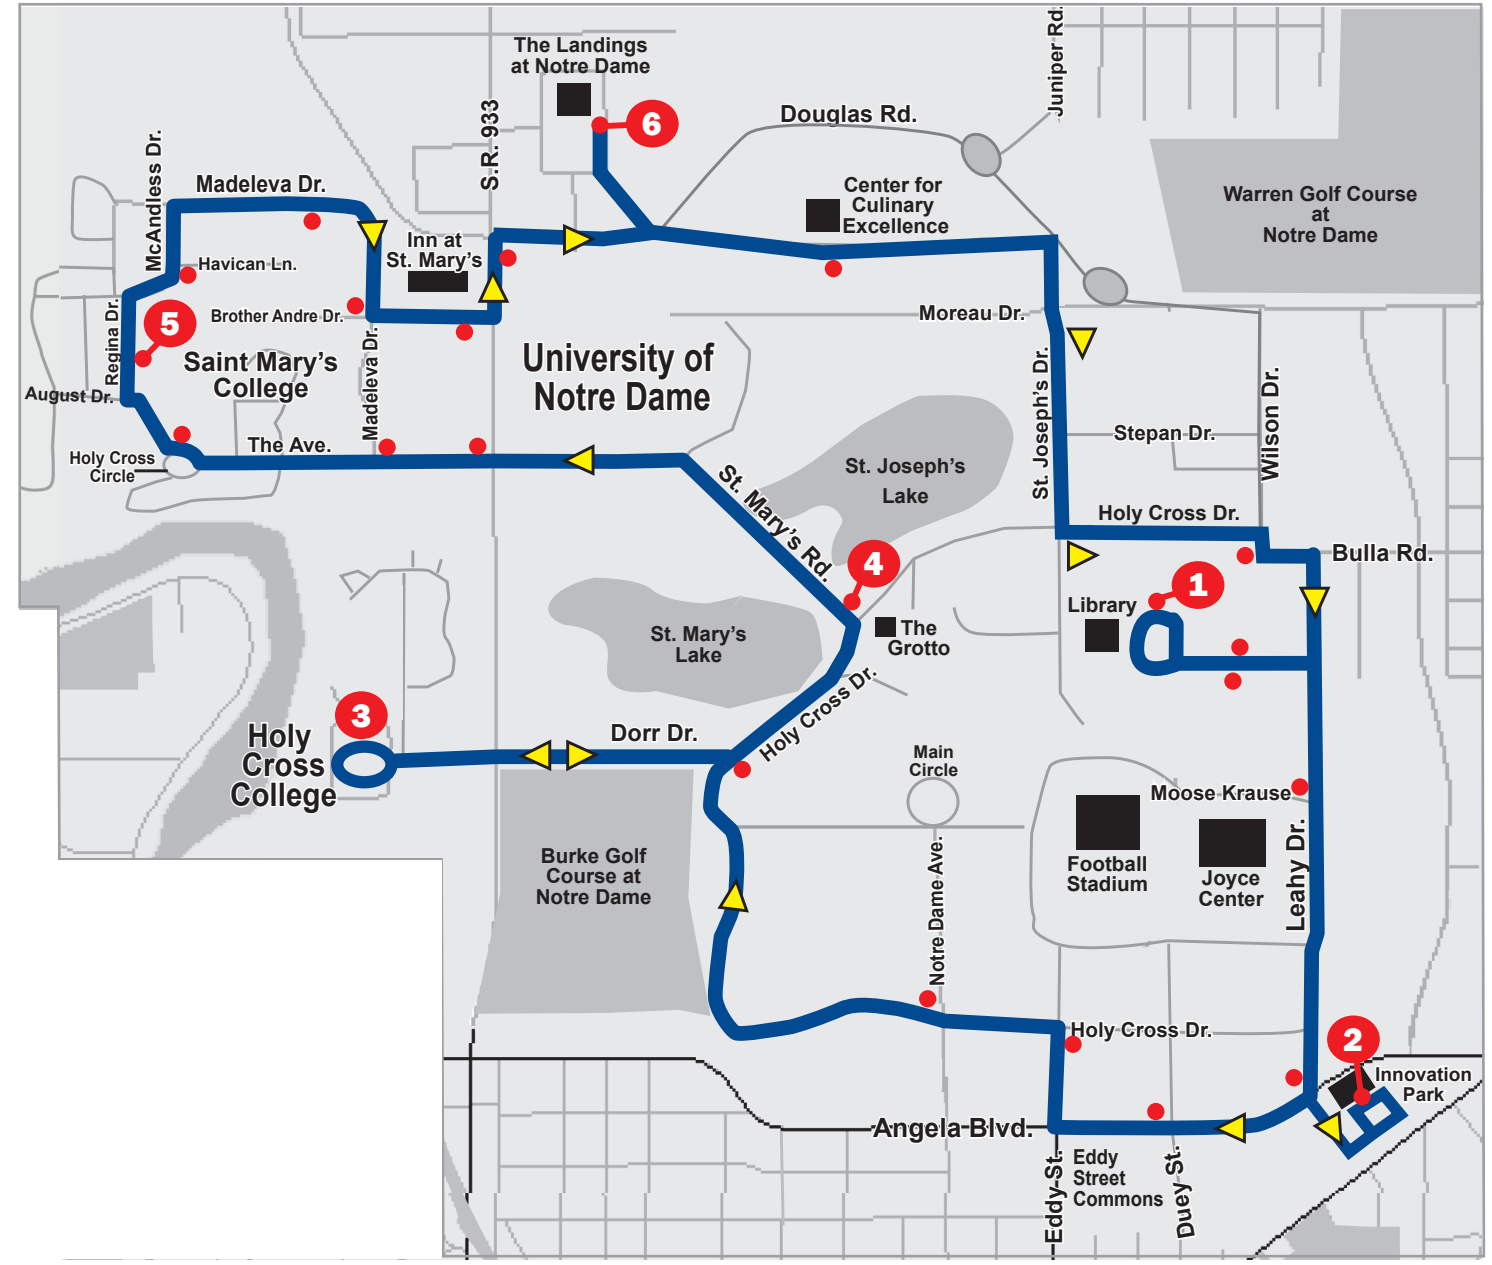 The Landings
at Notre Dame
6
Juniper Rd.
Douglas Rd.
S.R. 933
McAndless Dr.
Madeleva Dr.
Center for
Culinary
Excellence
Warren Golf Course
at
Notre Dame
Inn at
St. Mary's
Havican Ln.
Regina Dr.
5
Brother Andre Dr.
Moreau Dr.
University of
Notre Dame
Saint Mary's
College
Madeleva Dr.
St. Joseph's Dr.
Wilson Dr.
August Dr.
Stepan Dr.
The Ave.
Holy Cross
Circle
St. Joseph's
Lake
St. Mary's Rd.
Holy Cross Dr.
Bulla Rd.
4
1
Library
The
Grotto
St. Mary's
Lake
Holy Cross Dr.
3
Holy
Cross
College
Dorr Dr.
Main
Circle
Moose Krause
Football
Stadium
Joyce
Center
Leahy Dr.
Burke Golf
Course at
Notre Dame
Notre Dame Ave.
Holy Cross Dr.
2
Innovation
Park
Angela Blvd.
Eddy St.
Eddy
Street
Commons
Duey St.